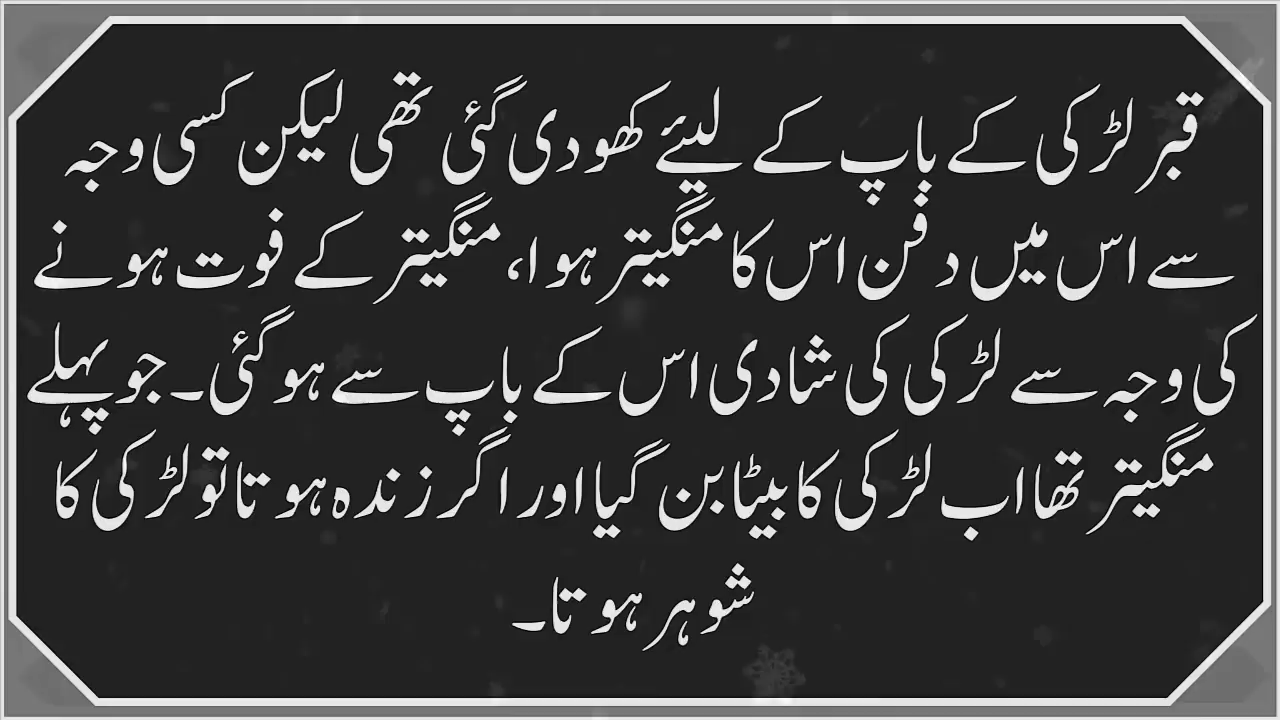 قبر لڑکی کے باپ کے لیئے کھودی گئی تھی لیکن کسی وجہ
سے اس میں دفن اس کا منگیتر ہوا، منگیتر کے فوت ہونے
کی وجہ سے لڑکی کی شادی اس کے باپ سے ہوگئی۔ جو پہلے
منگیتر تھا اب لڑکی کا بیٹا بن گیا اور اگر زندہ ہوتا تو لڑکی کا
شوہر ہوتا۔